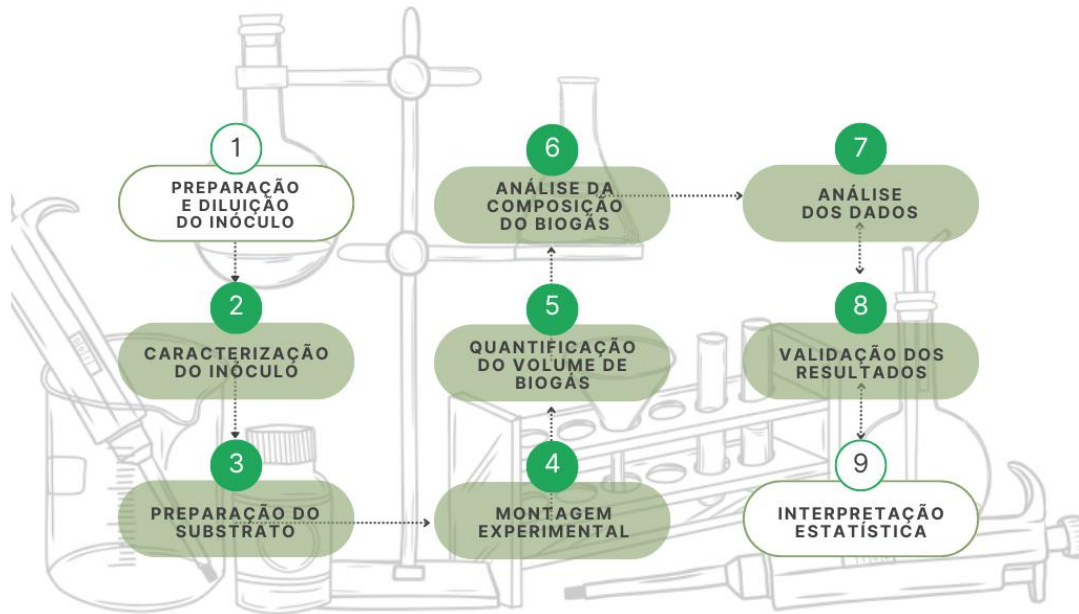 1
PREPARAÇÃO
E DILUIÇÃO
DO INÓCULO
2
CARACTERIZAÇÃO
DO INÓCULO
3
PREPARAÇÃO DO
SUBSTRATO
4
MONTAGEM
EXPERIMENTAL
5
QUANTIFICAÇÃO
DO VOLUME DE
BIOGÁS
6
ANÁLISE DA
COMPOSIÇÃO
DO BIOGÁS
7
ANÁLISE
DOS DADOS
8
VALIDAÇÃO DOS
RESULTADOS
9
INTERPRETAÇÃO
ESTATÍSTICA